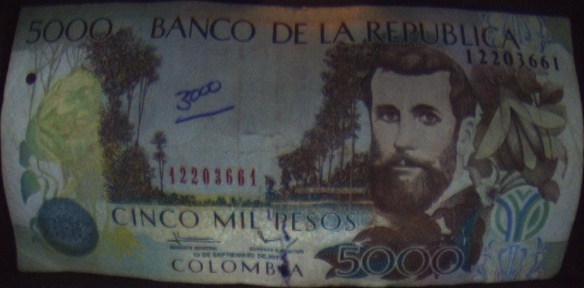 5000 BANCO DE LA REPUBLICA
12203661
3000
12203661
CINCO MIL PESOS
COLOMBIA 5000